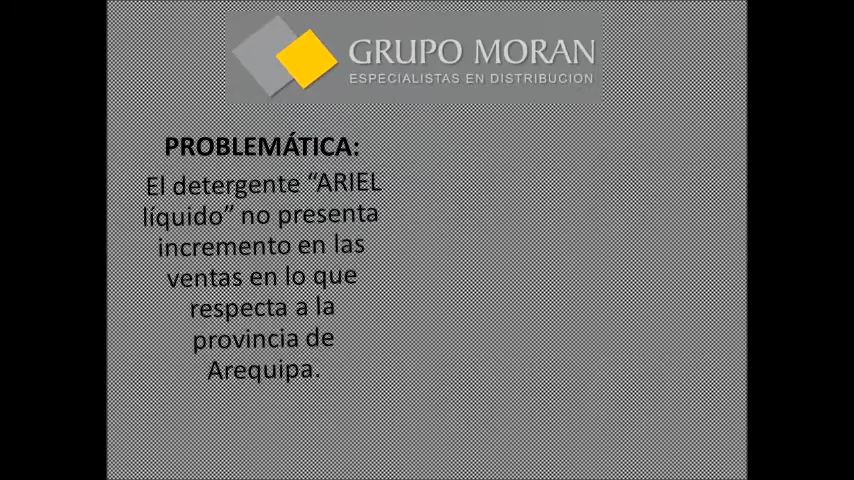 GRUPO MORAN
ESPECIALISTAS EN DISTRIBUCION
PROBLEMÁTICA:
El detergente “ARIEL
líquido” no presenta
incremento en las
ventas en lo que
respecta a la
provincia de
Arequipa.